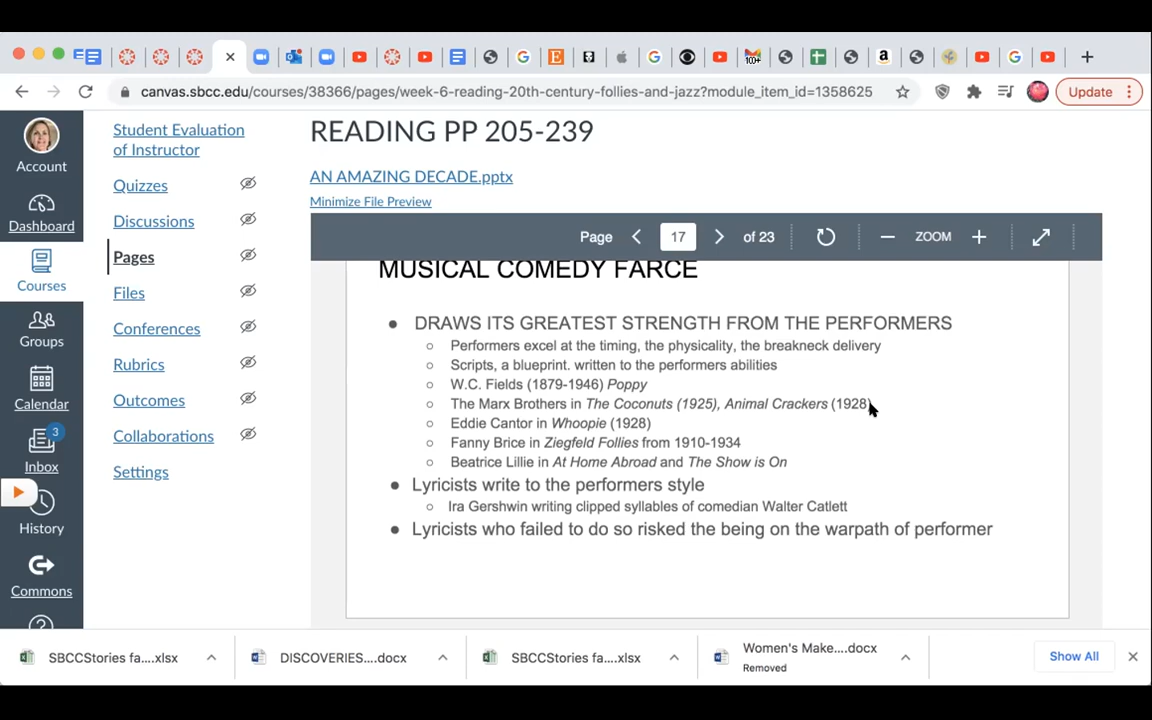 100+
canvas.sbcc.edu/courses/38366/pages/week-6-reading-20th-century-follies-and-jazz?module_item_id=1358625
Update
Account
Dashboard
Courses
Groups
Calendar
3
Inbox
History
Commons
Student Evaluation
of Instructor
Quizzes
Discussions
Pages
Files
Conferences
Rubrics
Outcomes
Collaborations
Settings
READING PP 205-239
AN AMAZING DECADE.pptx
Minimize File Preview
Page 17 of 23 ZOOM
MUSICAL COMEDY FARCE
DRAWS ITS GREATEST STRENGTH FROM THE PERFORMERS
Performers excel at the timing, the physicality, the breakneck delivery
Scripts, a blueprint. written to the performers abilities
W.C. Fields (1879-1946) Poppy
The Marx Brothers in The Coconuts (1925), Animal Crackers (1928)
Eddie Cantor in Whoopie (1928)
Fanny Brice in Ziegfeld Follies from 1910-1934
Beatrice Lillie in At Home Abroad and The Show is On
Lyricists write to the performers style
Ira Gershwin writing clipped syllables of comedian Walter Catlett
Lyricists who failed to do so risked the being on the warpath of performer
SBCCStories fa....xlsx
DISCOVERIES....docx
SBCCStories fa....xlsx
Women's Make....docx
Removed
Show All